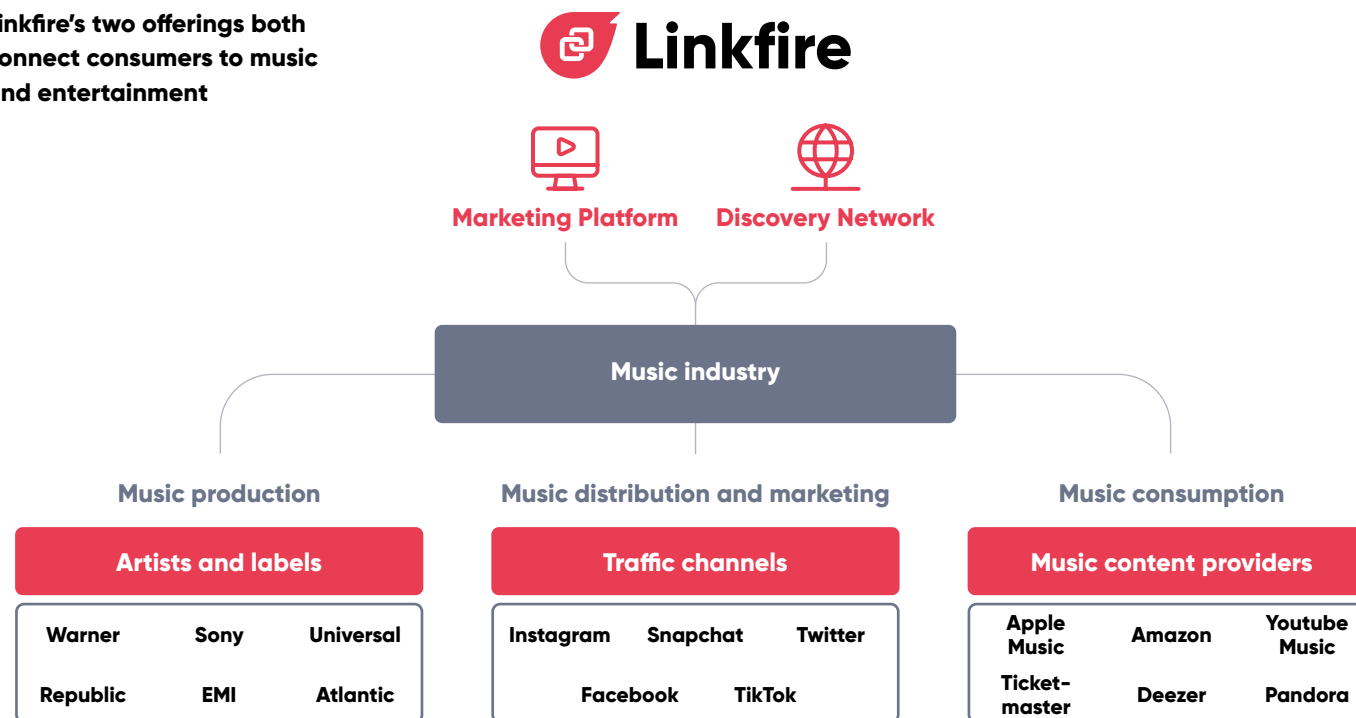 inkfire's two offerings both
onnect consumers to music
nd entertainment
Linkfire
Marketing Platform Discovery Network
Music industry
Music production Music distribution and marketing Music consumption
Artists and labels Traffic channels Music content providers
Warner Sony Universal
Republic EMI Atlantic
Instagram Snapchat Twitter
Facebook TikTok
Apple
Music
Amazon
Youtube
Music
Ticket-
master
Deezer
Pandora